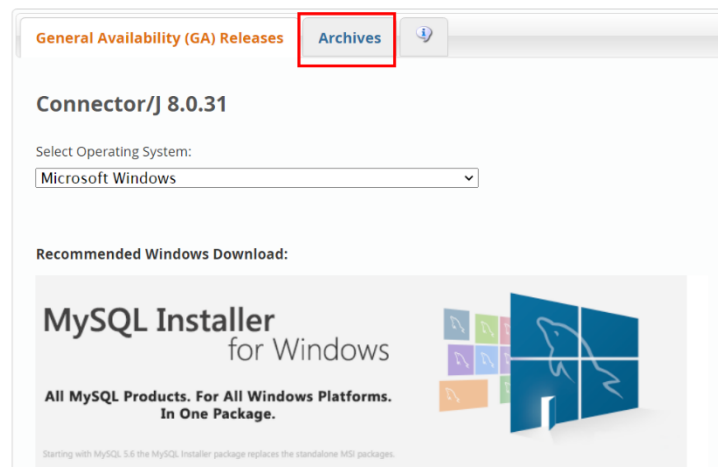 General Availability (GA) Releases
Archives
Connector/J 8.0.31
Select Operating System:
Microsoft Windows
Recommended Windows Download:
MySQL Installer
for Windows
All MySQL Products. For All Windows Platforms.
In One Package.
Starting with MySQL 5.6 the MySQL Installer package replaces the standalone MSI packages.